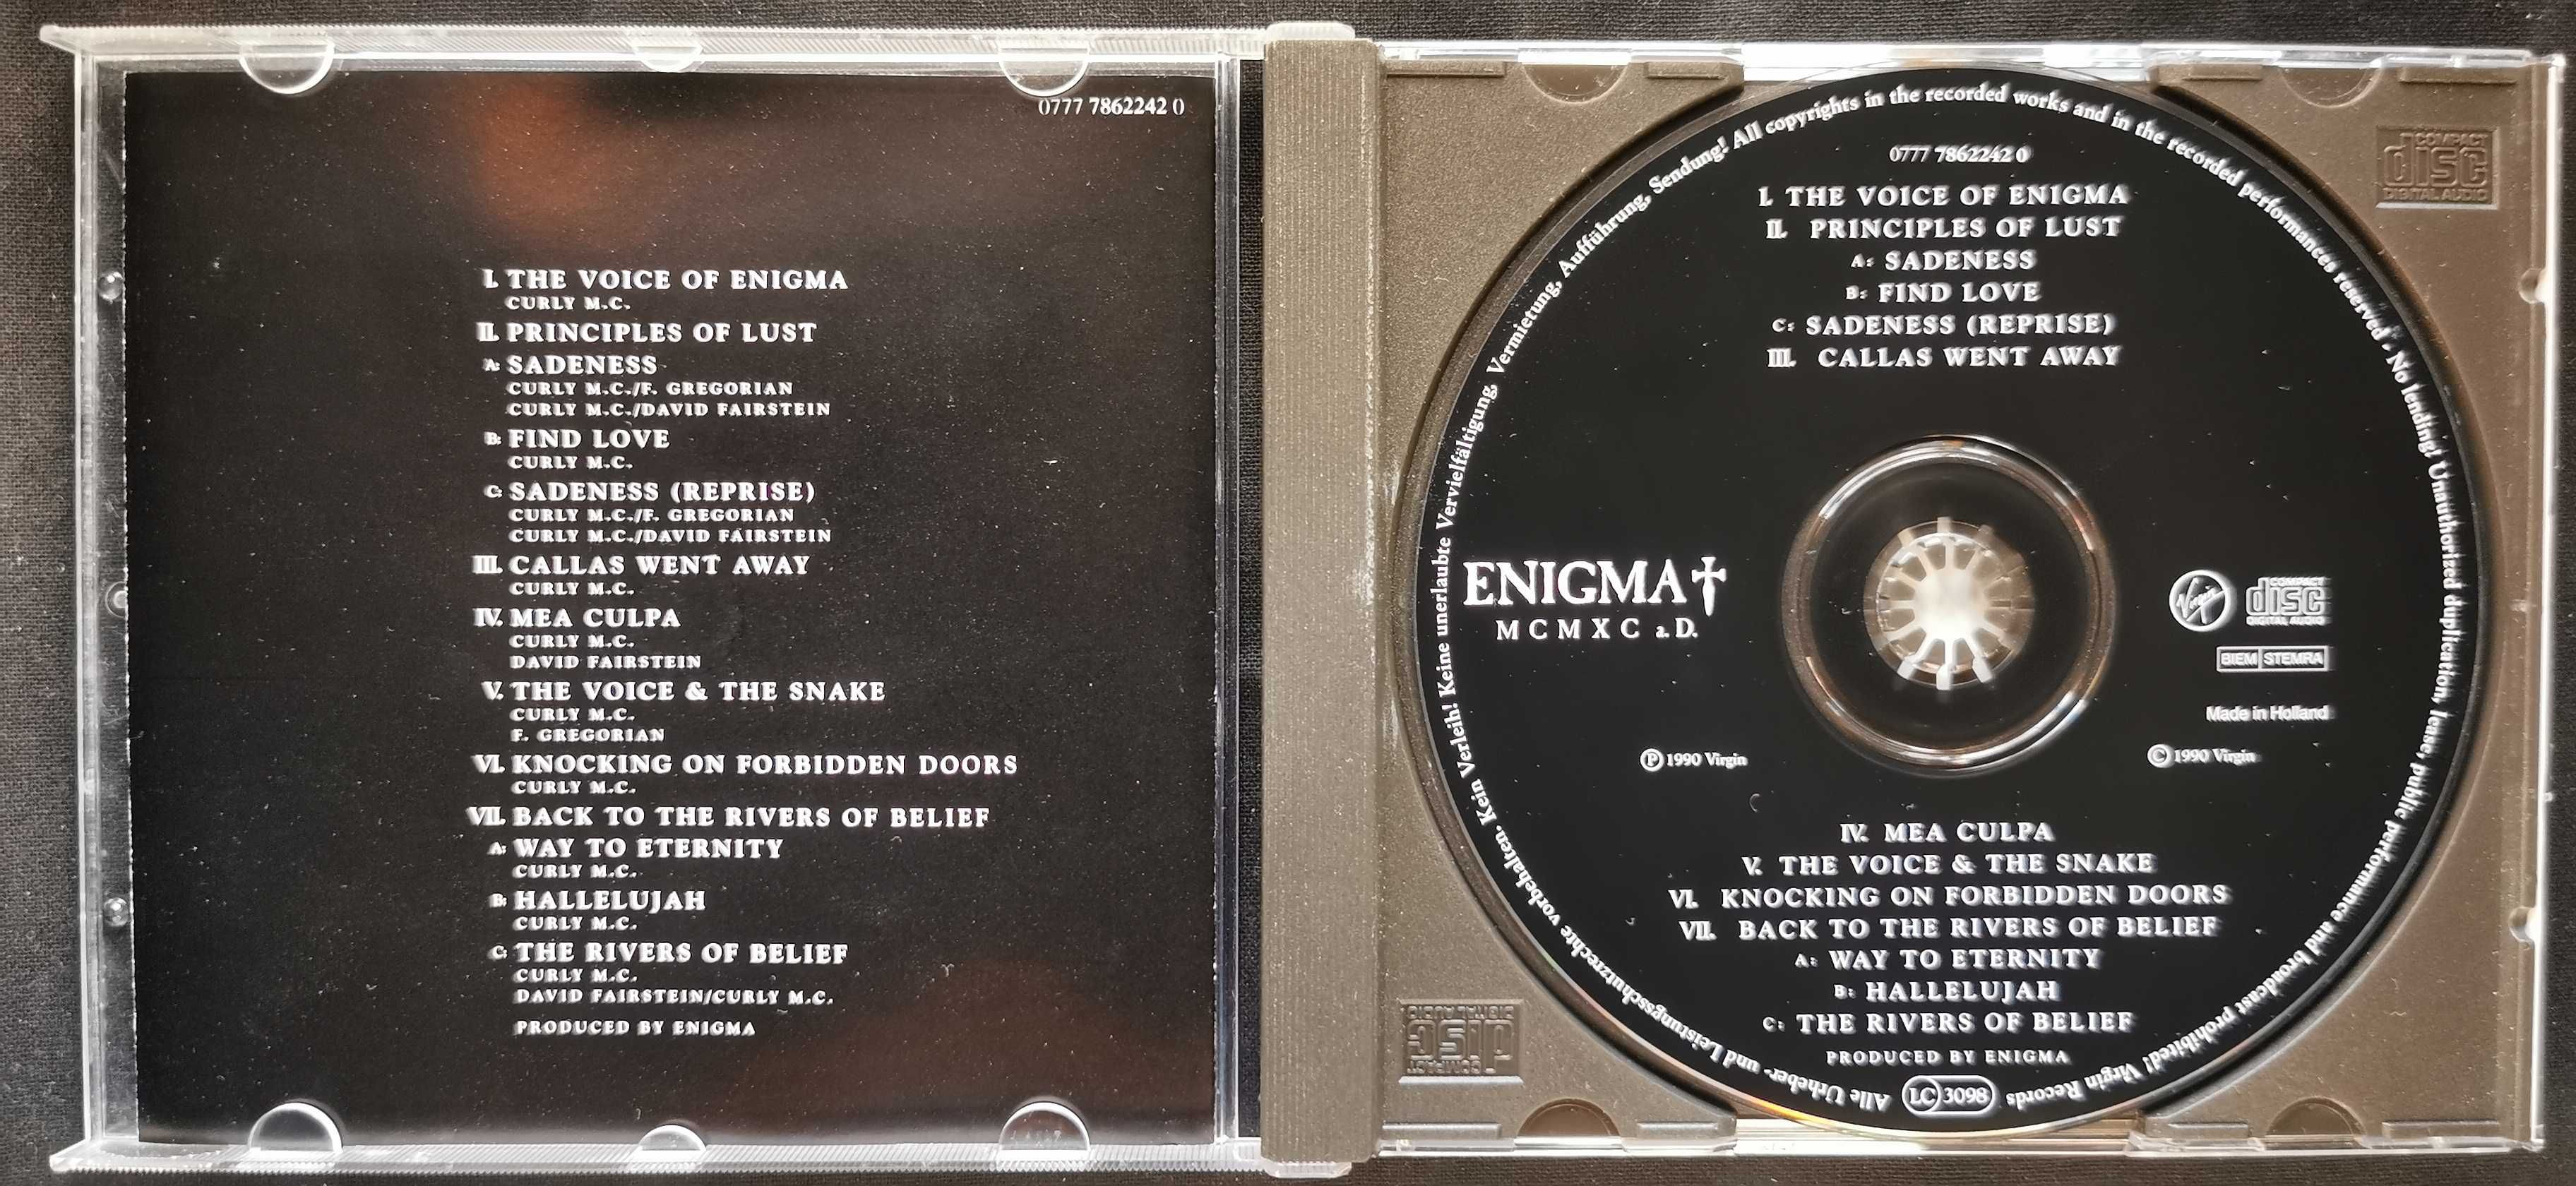 0777 7862242 0
I. THE VOICE OF ENIGMA
CURLY M.C.
II. PRINCIPLES OF LUST
A: SADENESS
CURLY M.C./F. GREGORIAN
CURLY M.C./DAVID FAIRSTEIN
B: FIND LOVE
CURLY M.C.
C: SADENESS (REPRISE)
CURLY M.C./F. GREGORIAN
CURLY M.C./DAVID FAIRSTEIN
III. CALLAS WENT AWAY
CURLY M.C.
IV. MEA CULPA
CURLY M.C.
DAVID FAIRSTEIN
V. THE VOICE & THE SNAKE
CURLY M.C.
F. GREGORIAN
VI. KNOCKING ON FORBIDDEN DOORS
CURLY M.C.
VII. BACK TO THE RIVERS OF BELIEF
A: WAY TO ETERNITY
CURLY M.C.
B: HALLELUJAH
CURLY M.C.
C: THE RIVERS OF BELIEF
CURLY M.C.
DAVID FAIRSTEIN/CURLY M.C.
PRODUCED BY ENIGMA
Alle Urheber- und Leistungsschutzrechte vorbehalten. Kein Verleih! Keine unerlaubte Vervielfältigung, Vermietung, Aufführung, Sendung! All copyrights in the recorded works and in the recorded performances reserved · No lending! Unauthorized duplication, lease, public performance and broadcast prohibited! Virgin Records
0777 7862242 0
I. THE VOICE OF ENIGMA
II. PRINCIPLES OF LUST
A: SADENESS
B: FIND LOVE
C: SADENESS (REPRISE)
III. CALLAS WENT AWAY
ENIGMA†
MCMXC a.D.
Virgin
COMPACT
disc
DIGITAL AUDIO
BIEM STEMRA
Made in Holland
℗ 1990 Virgin
© 1990 Virgin
IV. MEA CULPA
V. THE VOICE & THE SNAKE
VI. KNOCKING ON FORBIDDEN DOORS
VII. BACK TO THE RIVERS OF BELIEF
A: WAY TO ETERNITY
B: HALLELUJAH
C: THE RIVERS OF BELIEF
PRODUCED BY ENIGMA
LC 3098
COMPACT
disc
DIGITAL AUDIO
COMPACT
disc
DIGITAL AUDIO